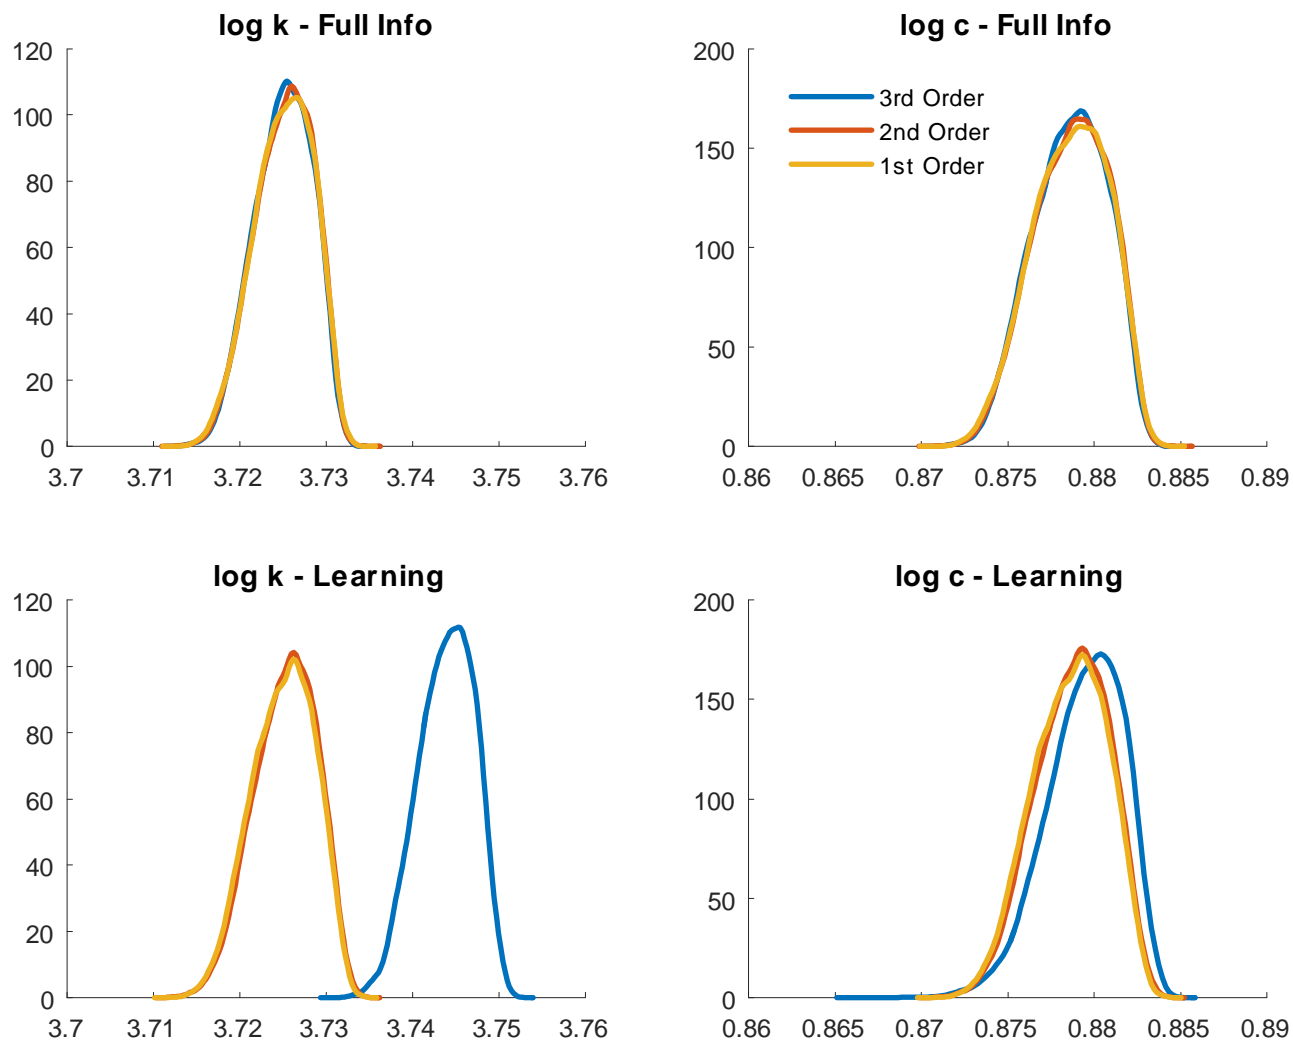 log k - Full Info
120
100
80
60
40
20
0
3.7 3.71 3.72 3.73 3.74 3.75 3.76
log c - Full Info
200
150
100
50
0
3rd Order
2nd Order
1st Order
0.86 0.865 0.87 0.875 0.88 0.885 0.89
log k - Learning
120
100
80
60
40
20
0
3.7 3.71 3.72 3.73 3.74 3.75 3.76
log c - Learning
200
150
100
50
0
0.86 0.865 0.87 0.875 0.88 0.885 0.89